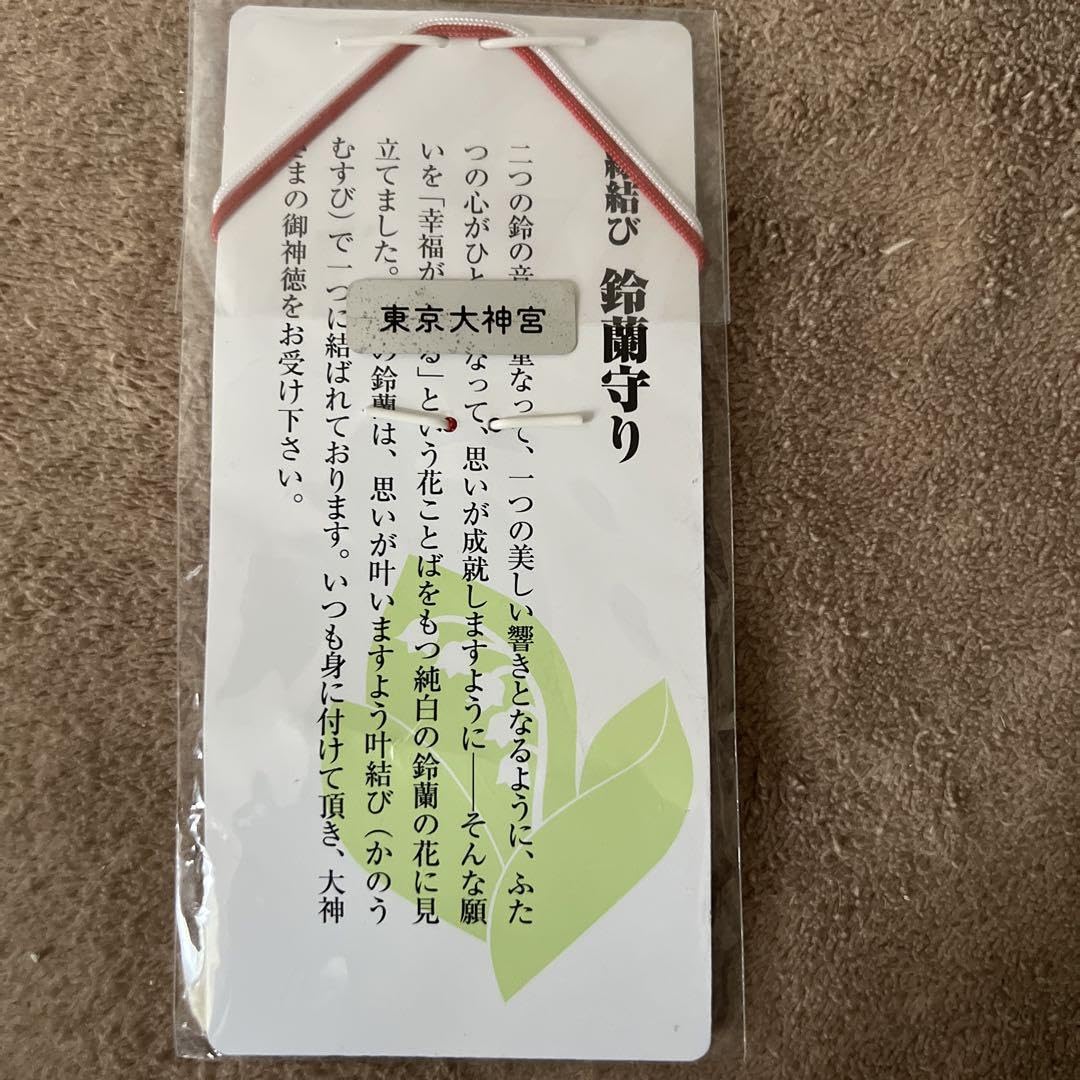 結び 鈴蘭守り
二つの鈴の音 重なって、一つの美しい響きとなるように、ふた
つの心がひと なって、思いが成就しますように――そんな願
いを「幸福が る」という花ことばをもつ純白の鈴蘭の花に見
立てました。 の鈴蘭は、思いが叶いますよう叶結び（かのう
むすび）で一つに結ばれております。いつも身に付けて頂き、大神
さまの御神徳をお受け下さい。
東京大神宮